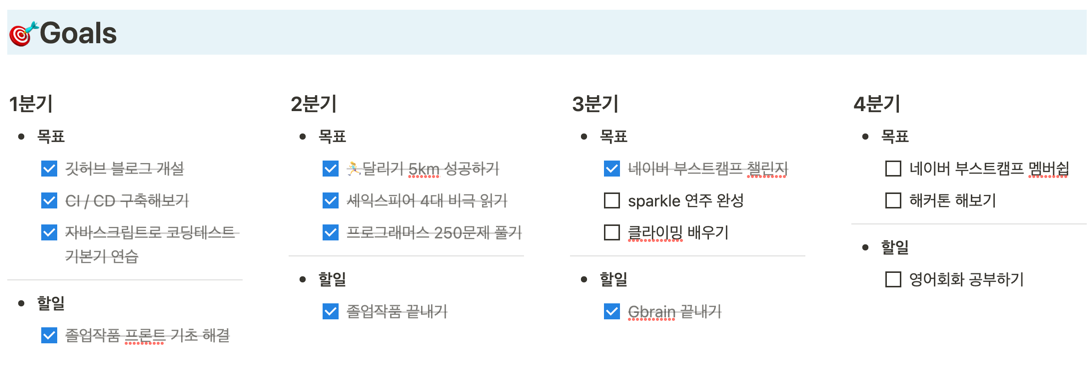 🎯Goals
1분기
목표
깃허브 블로그 개설
CI / CD 구축해보기
자바스크립트로 코딩테스트
기본기 연습
할일
졸업작품 프론트 기초 해결
2분기
목표
🏃달리기 5km 성공하기
셰익스피어 4대 비극 읽기
프로그래머스 250문제 풀기
할일
졸업작품 끝내기
3분기
목표
네이버 부스트캠프 챌린지
sparkle 연주 완성
클라이밍 배우기
할일
Gbrain 끝내기
4분기
목표
네이버 부스트캠프 멤버쉽
해커톤 해보기
할일
영어회화 공부하기